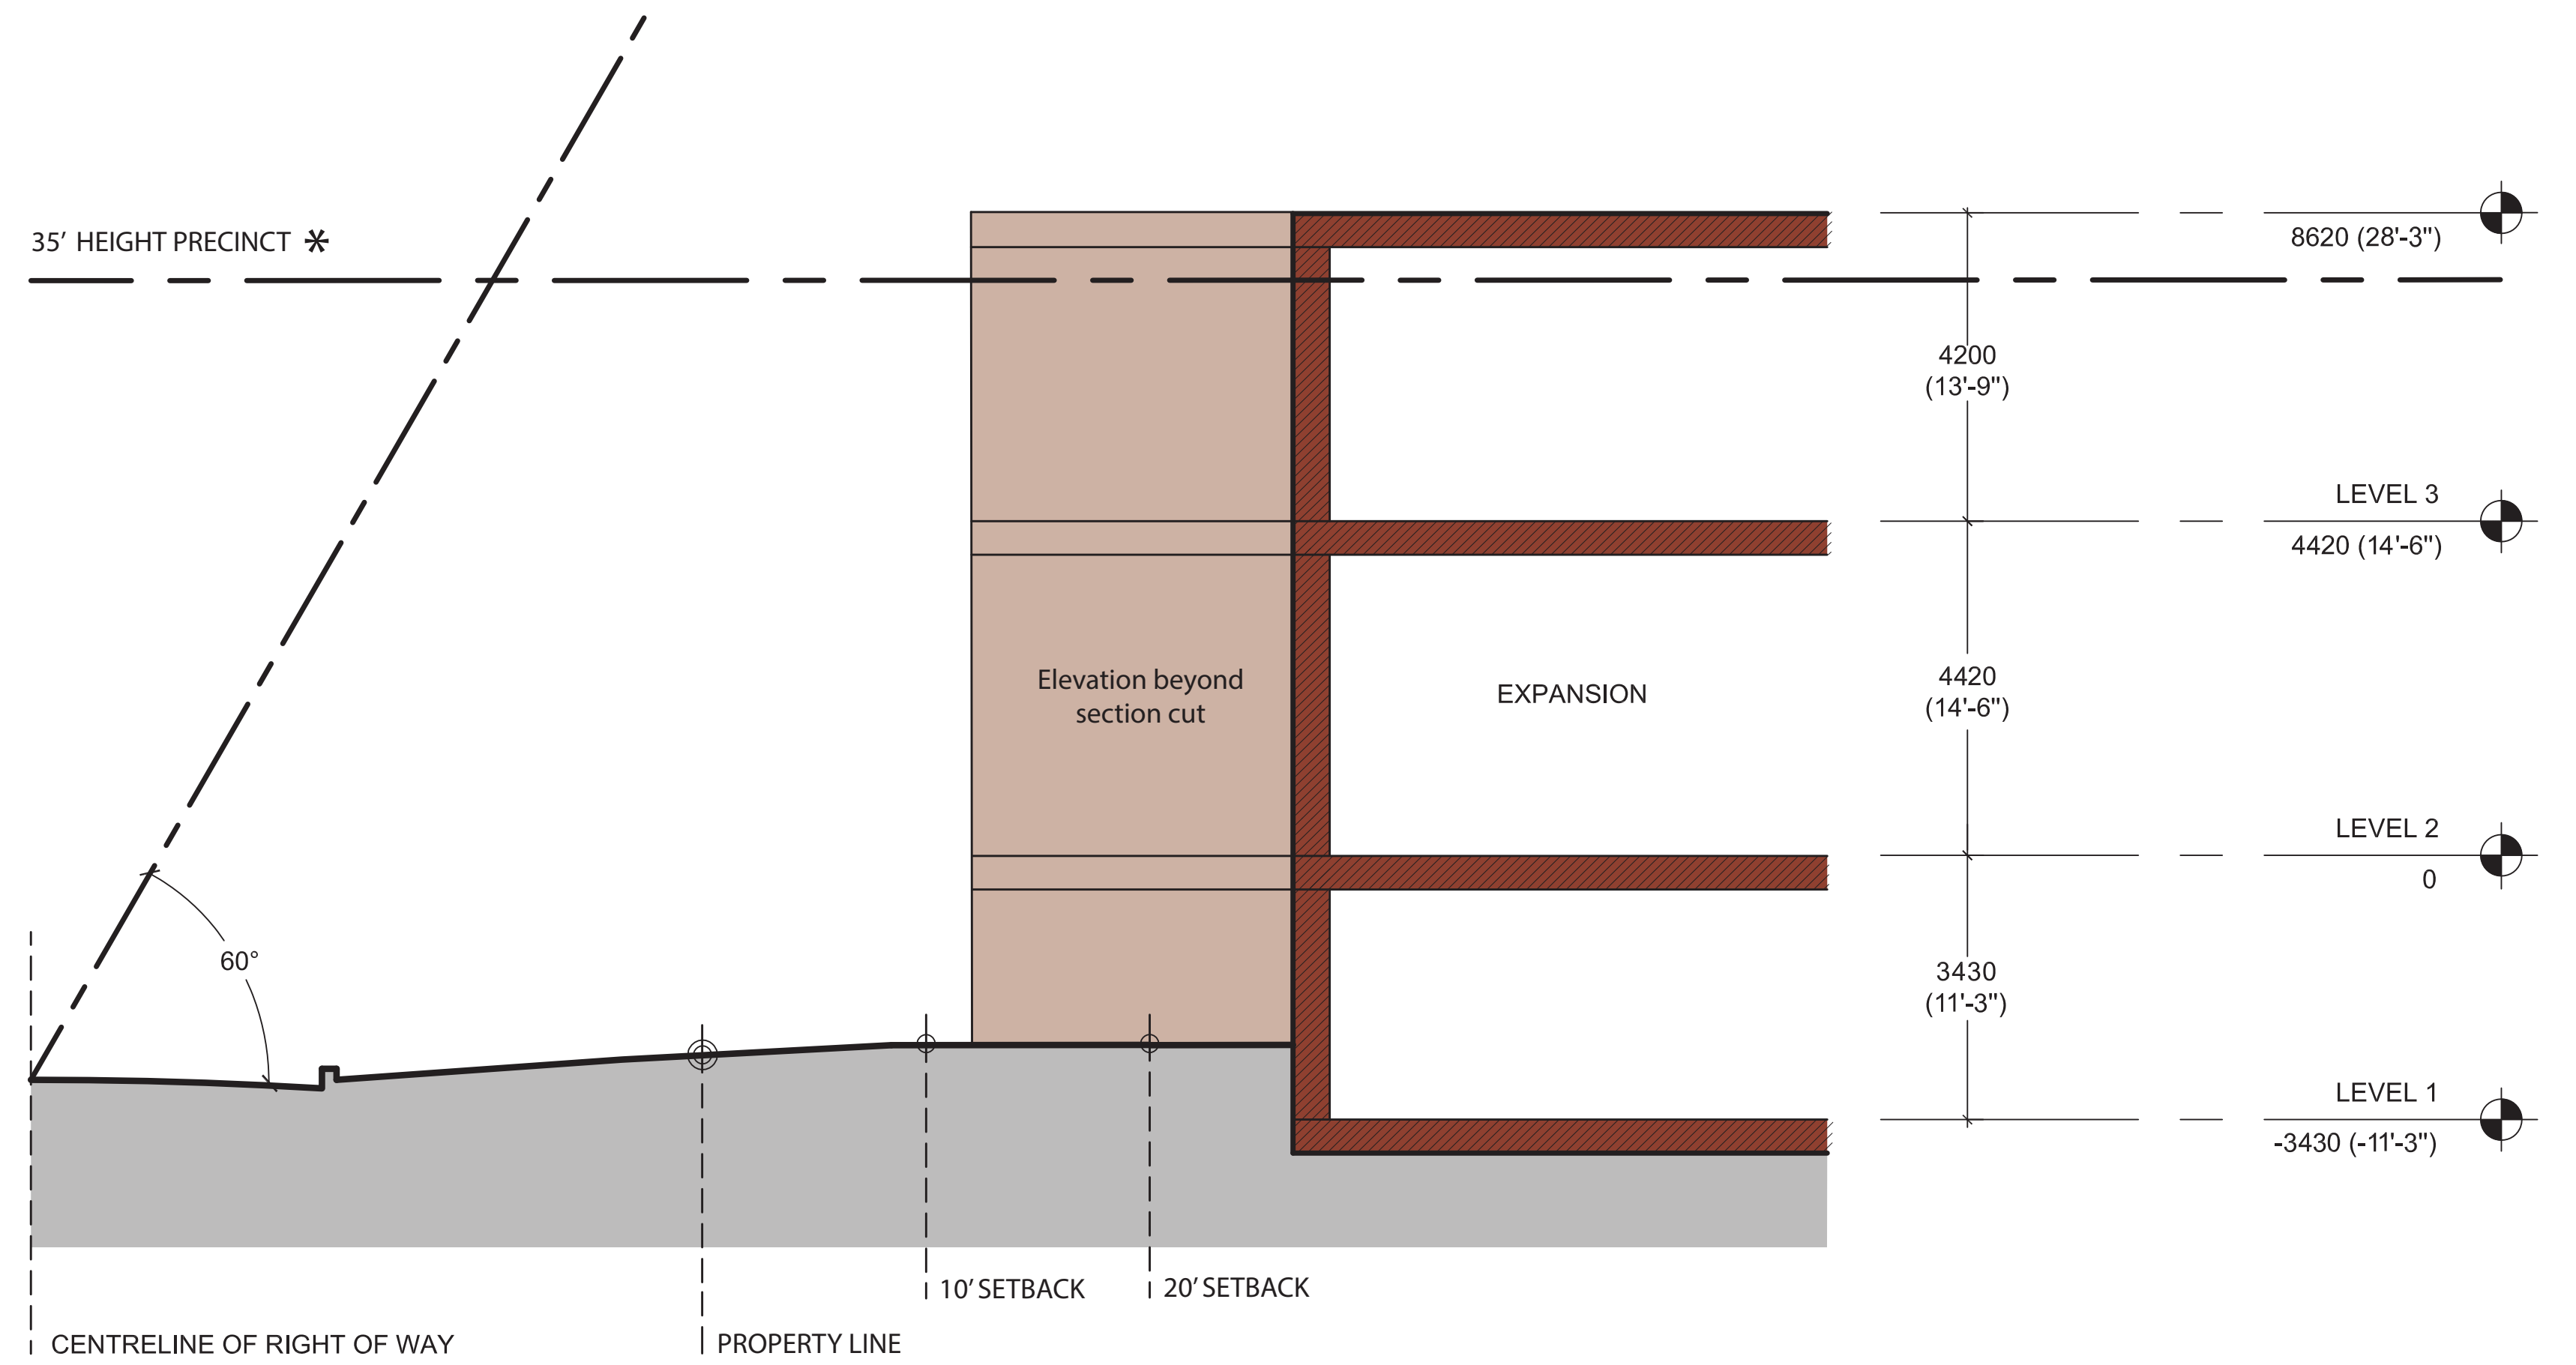 35' HEIGHT PRECINCT *
8620 (28'-3")
4200
(13'-9")
LEVEL 3
4420 (14'-6")
Elevation beyond
section cut
EXPANSION
4420
(14'-6")
LEVEL 2
0
60°
3430
(11'-3")
LEVEL 1
-3430 (-11'-3")
10' SETBACK
20' SETBACK
CENTRELINE OF RIGHT OF WAY
PROPERTY LINE